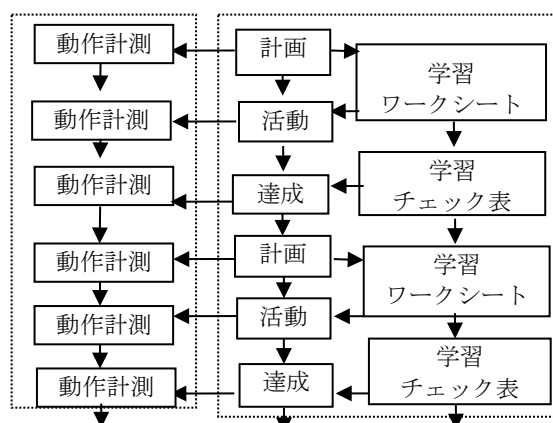 動作計測
計画
学習
ワークシート
動作計測
活動
動作計測
達成
学習
チェック表
動作計測
計画
学習
ワークシート
動作計測
活動
動作計測
達成
学習
チェック表